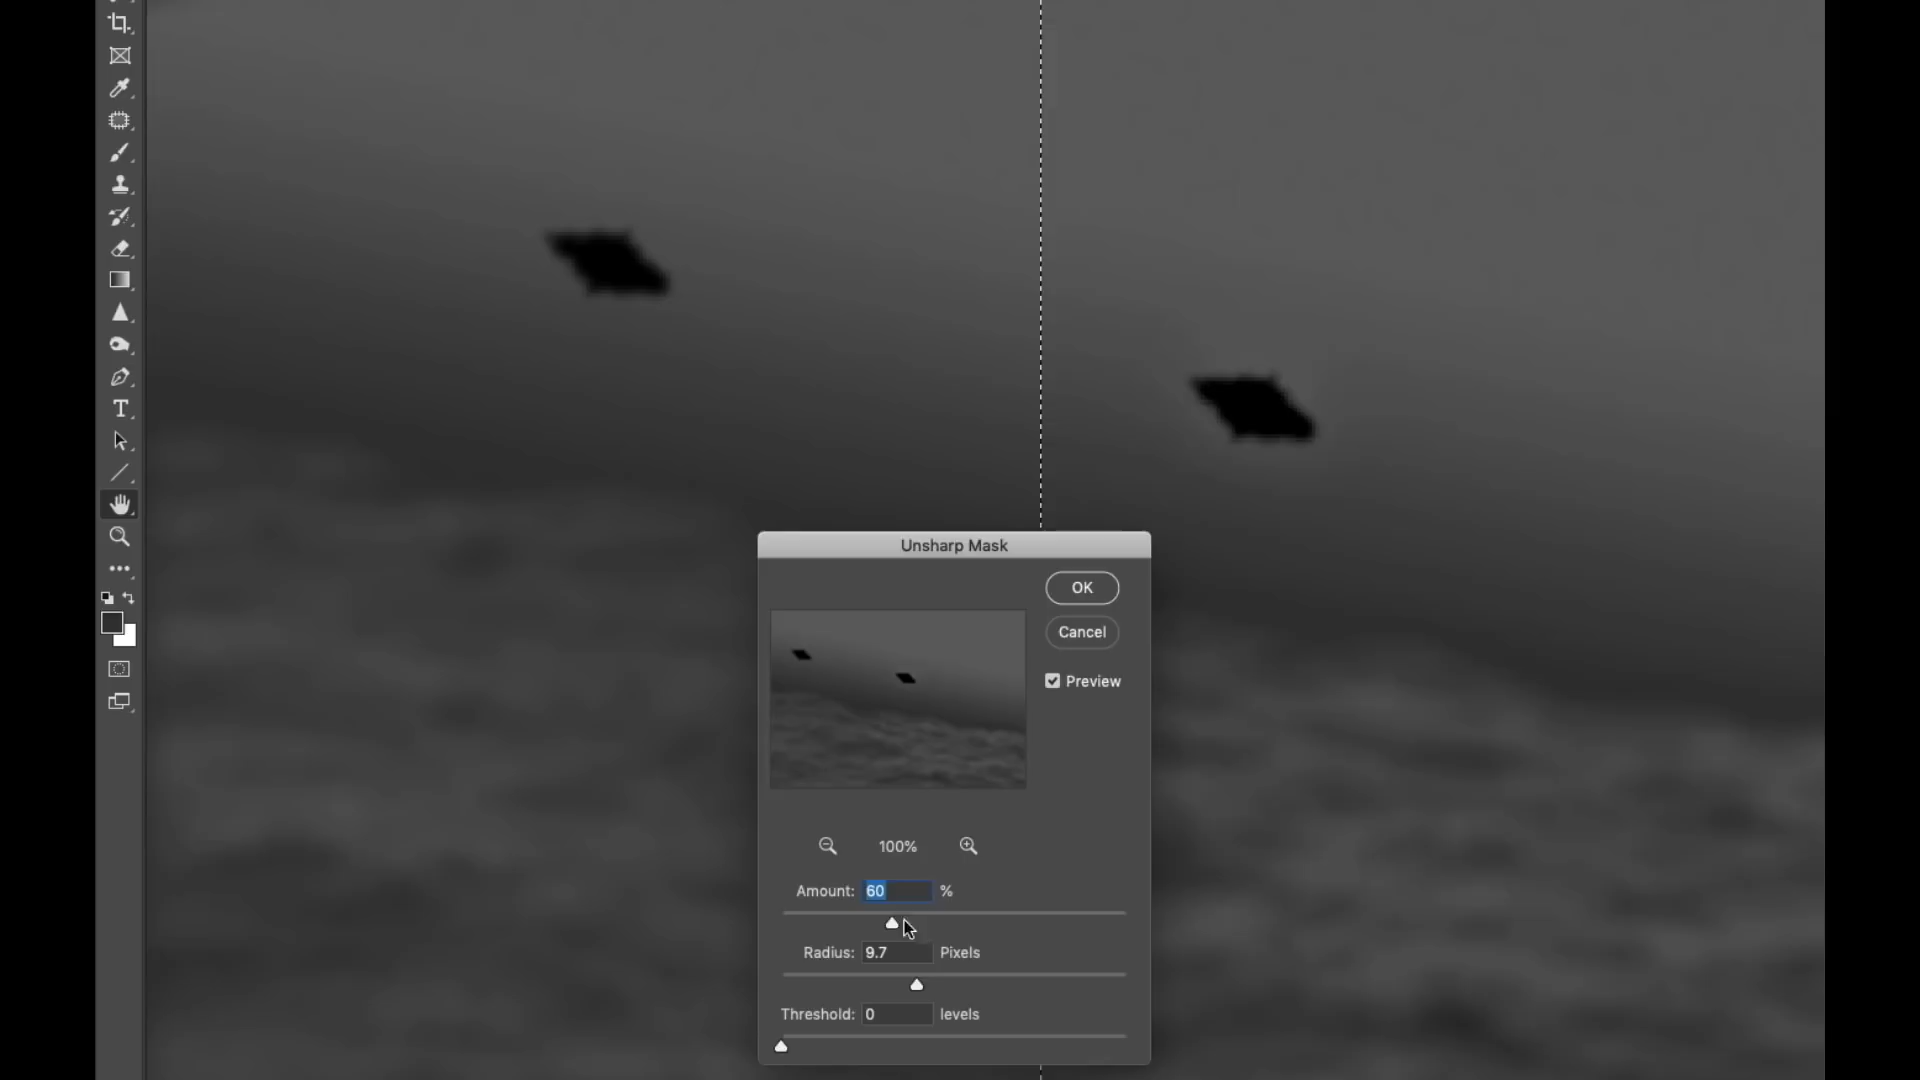 Unsharp Mask
OK
Cancel
Preview
100%
Amount: 60 %
Radius: 9.7 Pixels
Threshold: 0 levels